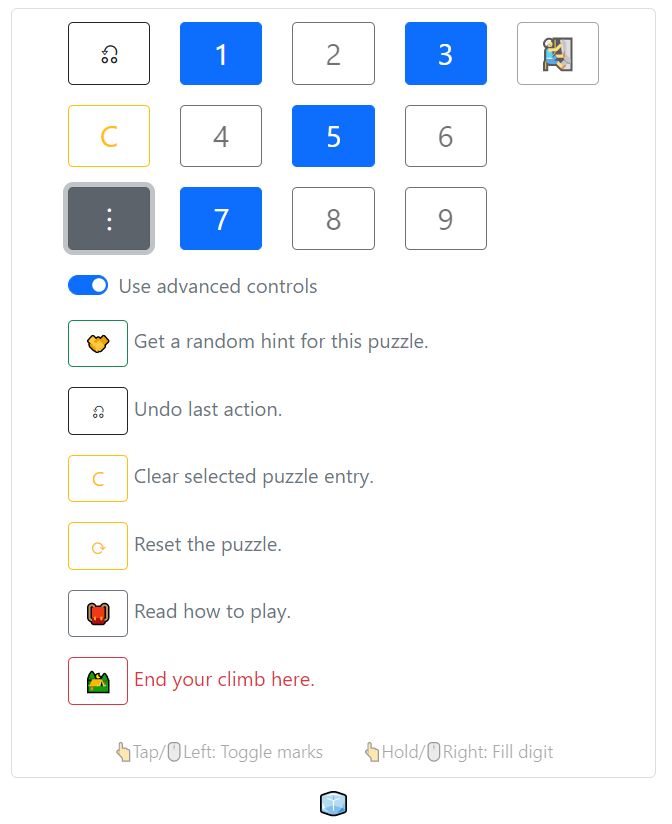 1 2 3
C 4 5 6
⋮ 7 8 9
Use advanced controls
Get a random hint for this puzzle.
Undo last action.
C Clear selected puzzle entry.
Reset the puzzle.
Read how to play.
End your climb here.
Tap/Left: Toggle marks Hold/Right: Fill digit